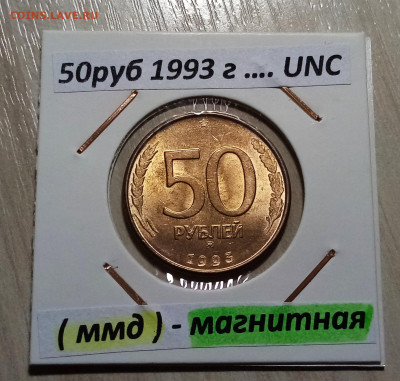 COINS.LAVE.RU
50руб 1993 г .... UNC
50
РУБЛЕЙ
1993
( ммд ) - магнитная